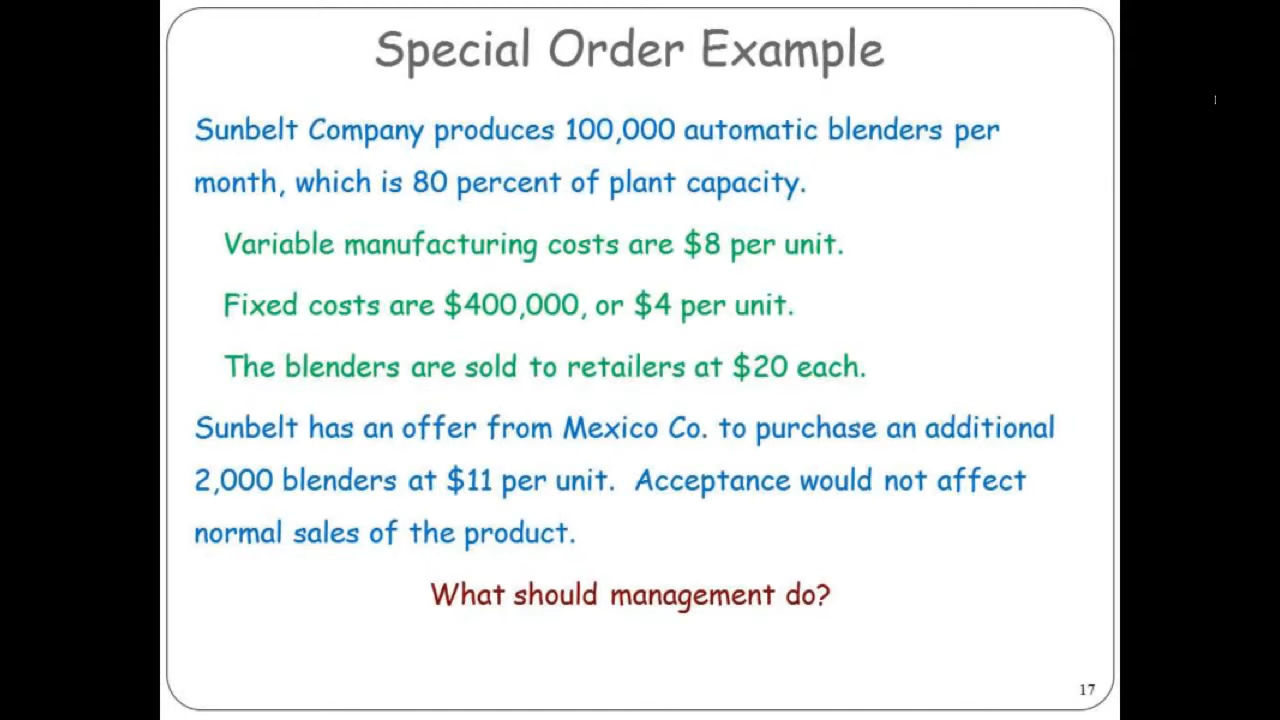 Special Order Example
Sunbelt Company produces 100,000 automatic blenders per
month, which is 80 percent of plant capacity.
Variable manufacturing costs are $8 per unit.
Fixed costs are $400,000, or $4 per unit.
The blenders are sold to retailers at $20 each.
Sunbelt has an offer from Mexico Co. to purchase an additional
2,000 blenders at $11 per unit.  Acceptance would not affect
normal sales of the product.
What should management do?
17